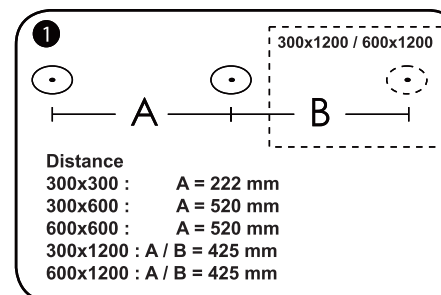 1
300x1200 / 600x1200
A B
Distance
300x300 : A = 222 mm
300x600 : A = 520 mm
600x600 : A = 520 mm
300x1200 : A / B = 425 mm
600x1200 : A / B = 425 mm